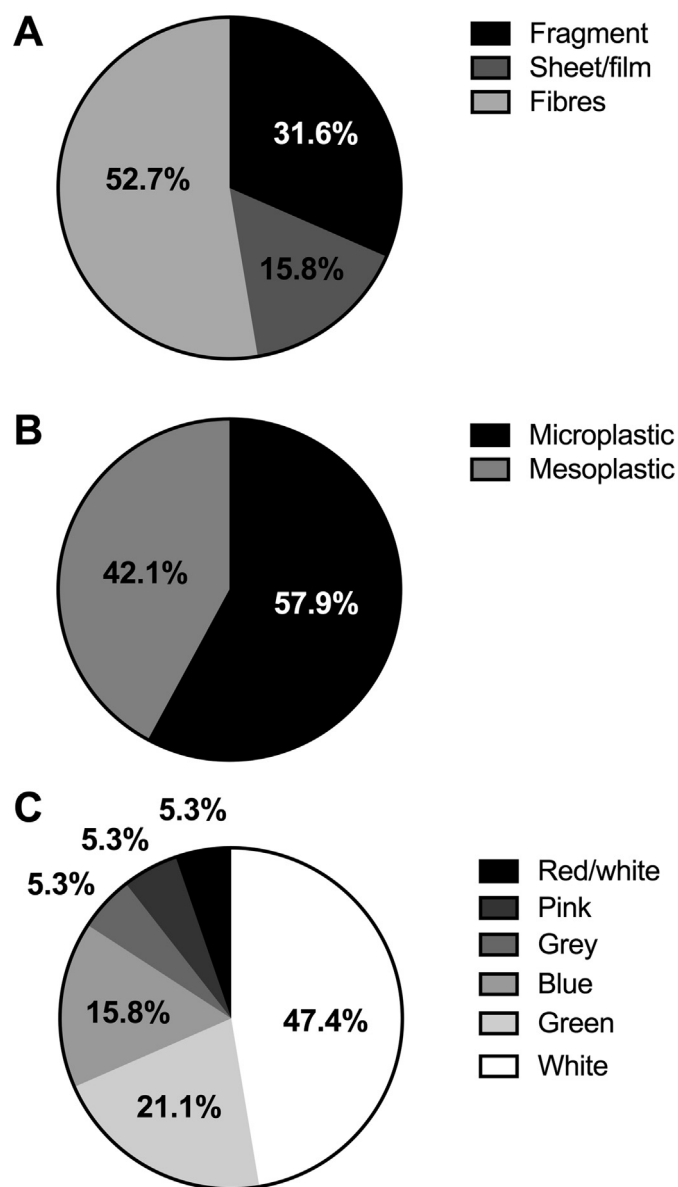 A
Fragment
Sheet/film
Fibres
31.6%
52.7%
15.8%
B
Microplastic
Mesoplastic
42.1%
57.9%
C
5.3%
5.3%
5.3%
Red/white
Pink
Grey
Blue
Green
White
15.8%
47.4%
21.1%